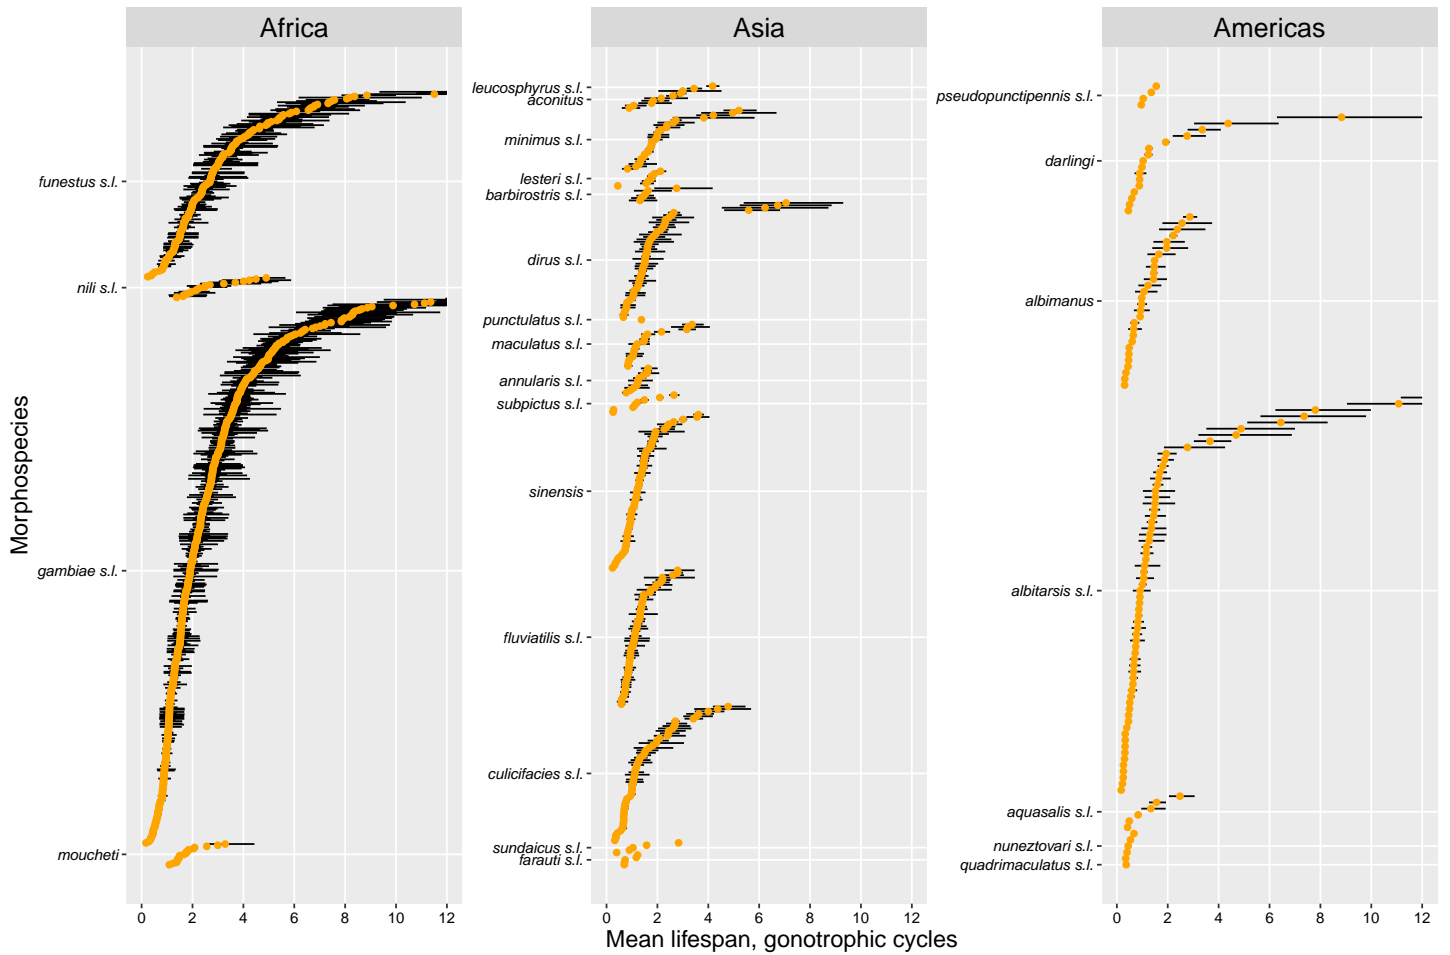 Africa
Asia
Americas
Morphospecies
funestus s.l.
nili s.l.
gambiae s.l.
moucheti
0 2 4 6 8 10 12
leucosphyrus s.l.
aconitus
minimus s.l.
lesteri s.l.
barbirostris s.l.
dirus s.l.
punctulatus s.l.
maculatus s.l.
annularis s.l.
subpictus s.l.
sinensis
fluviatilis s.l.
culicifacies s.l.
sundaicus s.l.
farauti s.l.
0 2 4 6 8 10 12
pseudopunctipennis s.l.
darlingi
albimanus
albitarsis s.l.
aquasalis s.l.
nuneztovari s.l.
quadrimaculatus s.l.
0 2 4 6 8 10 12
Mean lifespan, gonotrophic cycles